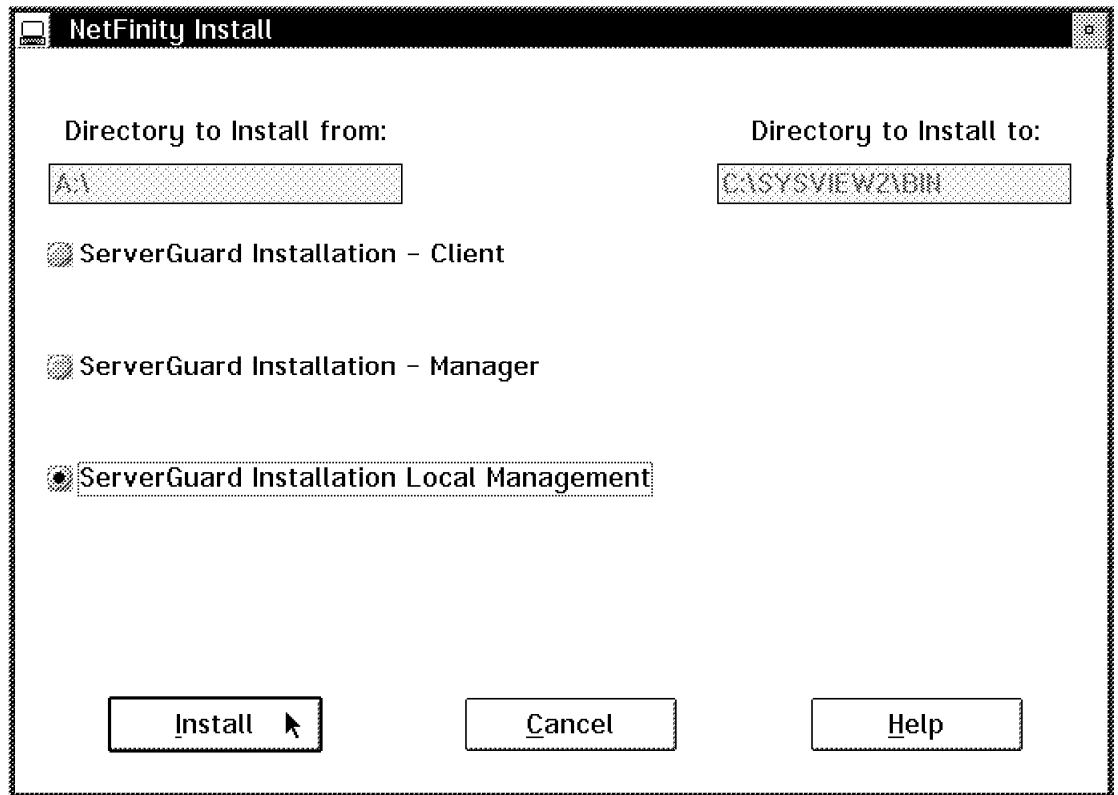 NetFinity Install
Directory to Install from:
Directory to Install to:
A:\
C:\SYSVIEW2\BIN
ServerGuard Installation - Client
ServerGuard Installation - Manager
ServerGuard Installation Local Management
Install
Cancel
Help